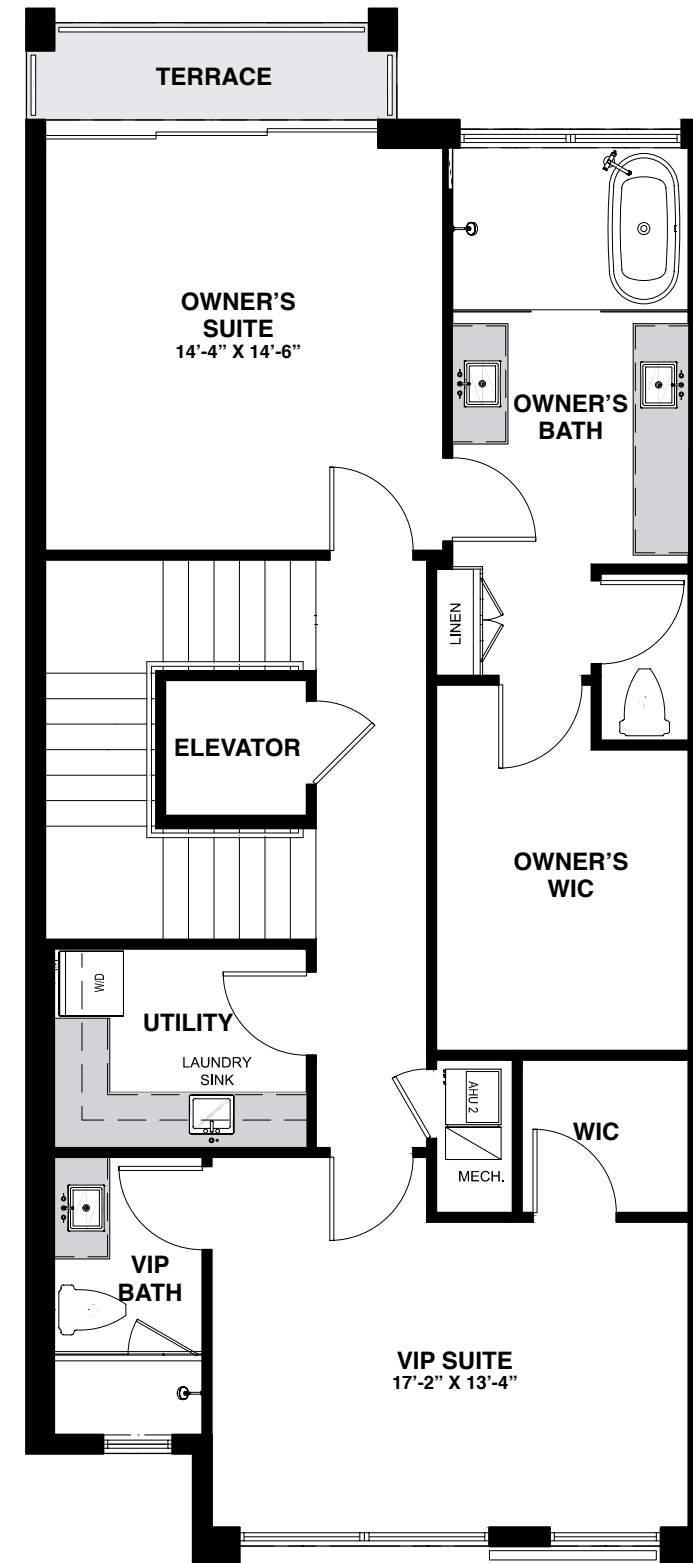 TERRACE
OWNER'S
SUITE
14'-4” X 14'-6”
OWNER'S
BATH
LINEN
ELEVATOR
OWNER'S
WIC
W/D
UTILITY
LAUNDRY
SINK
AHU 2
MECH.
WIC
VIP
BATH
VIP SUITE
17'-2” X 13'-4”